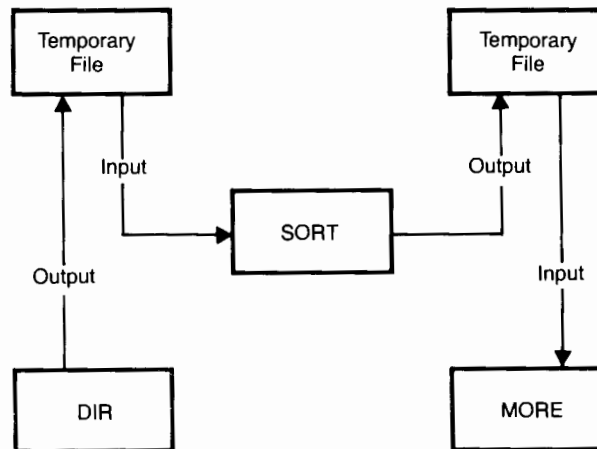 Temporary
File
Temporary
File
Input
Output
SORT
Output
Input
DIR
MORE